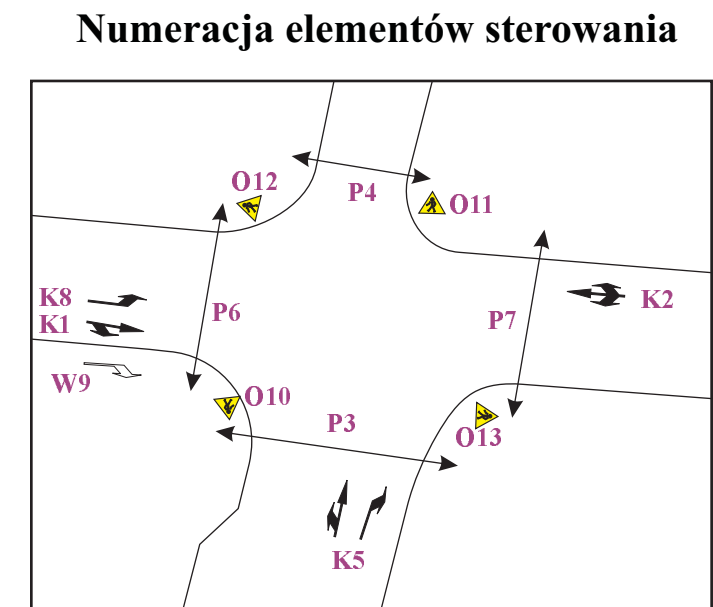 Numeracja elementów sterowania
O12
P4
O11
K8
K1
P6
P7
K2
W9
O10
P3
O13
K5